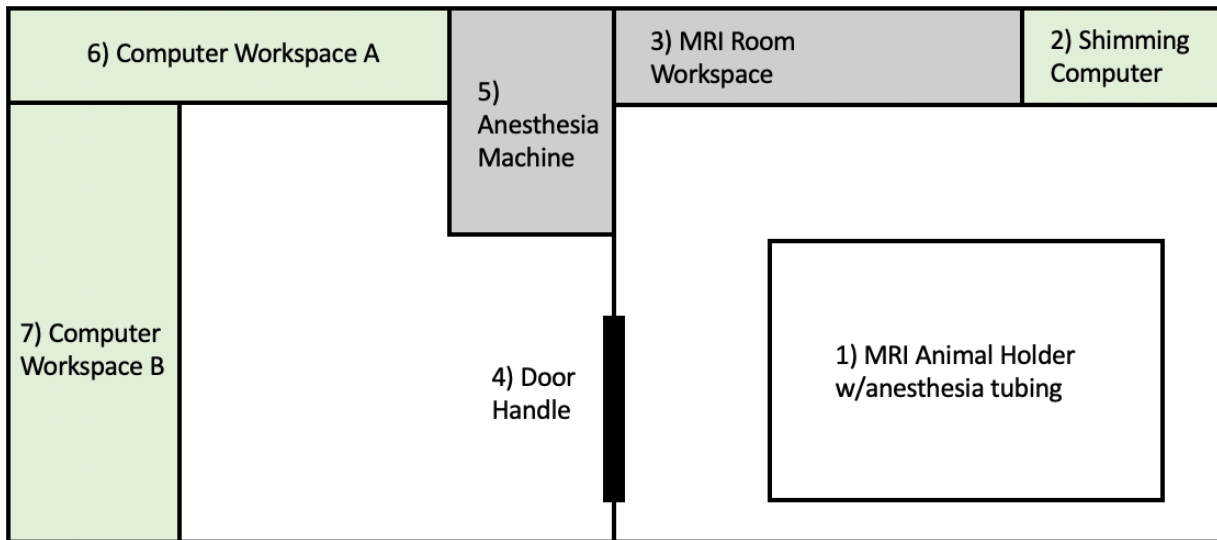 6) Computer Workspace A
5)
Anesthesia
Machine
3) MRI Room
Workspace
2) Shimming
Computer
7) Computer
Workspace B
4) Door
Handle
1) MRI Animal Holder
w/anesthesia tubing